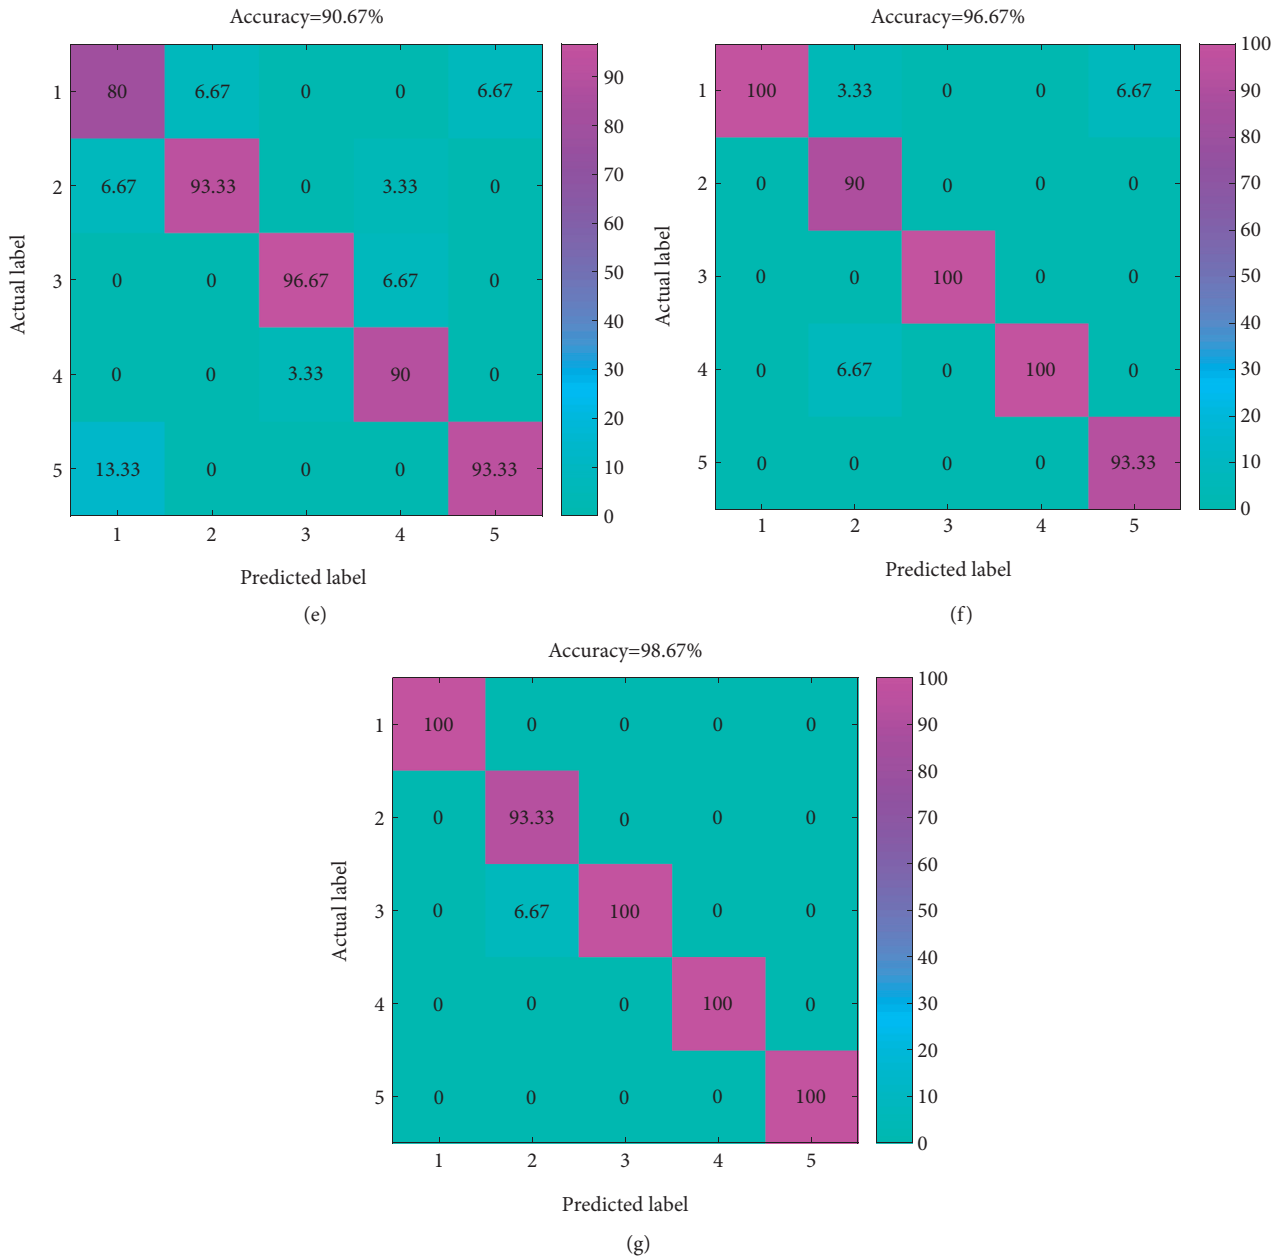 Accuracy=90.67%
1 80 6.67 0 0 6.67
2 6.67 93.33 0 3.33 0
3 0 0 96.67 6.67 0
4 0 0 3.33 90 0
5 13.33 0 0 0 93.33
1 2 3 4 5
Actual label
Predicted label
90
80
70
60
50
40
30
20
10
0
(e)
Accuracy=96.67%
1 100 3.33 0 0 6.67
2 0 90 0 0 0
3 0 0 100 0 0
4 0 6.67 0 100 0
5 0 0 0 0 93.33
1 2 3 4 5
Actual label
Predicted label
100
90
80
70
60
50
40
30
20
10
0
(f)
Accuracy=98.67%
1 100 0 0 0 0
2 0 93.33 0 0 0
3 0 6.67 100 0 0
4 0 0 0 100 0
5 0 0 0 0 100
1 2 3 4 5
Actual label
Predicted label
100
90
80
70
60
50
40
30
20
10
0
(g)